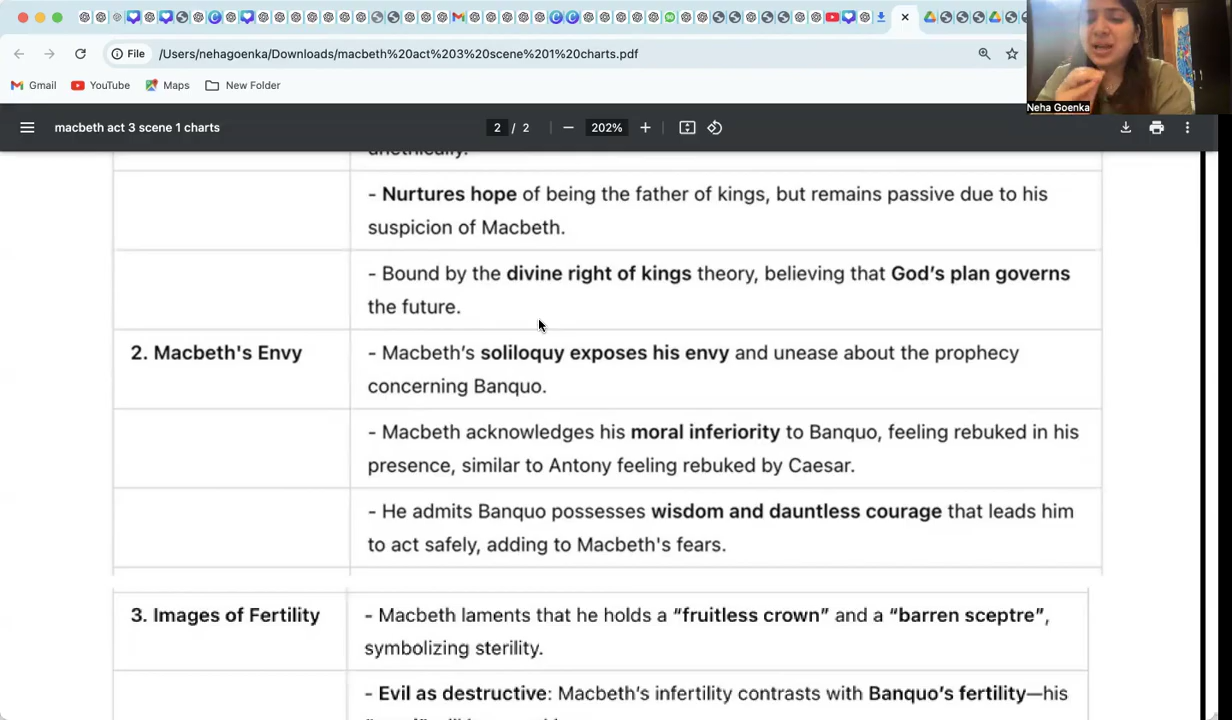 File
/Users/nehagoenka/Downloads/macbeth%20act%203%20scene%201%20charts.pdf
Gmail YouTube Maps New Folder
Neha Goenka
macbeth act 3 scene 1 charts 2 / 2 202%
unethically.
- Nurtures hope of being the father of kings, but remains passive due to his
suspicion of Macbeth.
- Bound by the divine right of kings theory, believing that God's plan governs
the future.
2. Macbeth's Envy - Macbeth's soliloquy exposes his envy and unease about the prophecy
concerning Banquo.
- Macbeth acknowledges his moral inferiority to Banquo, feeling rebuked in his
presence, similar to Antony feeling rebuked by Caesar.
- He admits Banquo possesses wisdom and dauntless courage that leads him
to act safely, adding to Macbeth's fears.
3. Images of Fertility - Macbeth laments that he holds a “fruitless crown” and a “barren sceptre”,
symbolizing sterility.
- Evil as destructive: Macbeth's infertility contrasts with Banquo's fertility—his